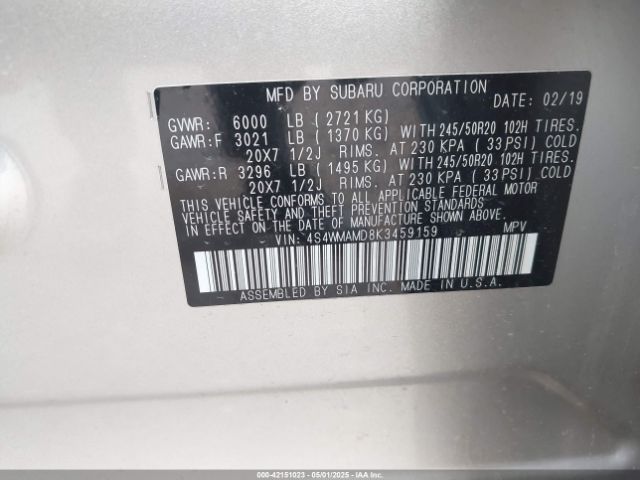 MFD BY SUBARU CORPORATION
DATE: 02/19
GVWR: 6000 LB ( 2721 KG)
GAWR:F 3021 LB ( 1370 KG) WITH 245/50R20 102H TIRES.
20X7 1/2J RIMS. AT 230 KPA ( 33 PSI) COLD
GAWR:R 3296 LB ( 1495 KG) WITH 245/50R20 102H TIRES.
20X7 1/2J RIMS. AT 230 KPA ( 33 PSI) COLD
THIS VEHICLE CONFORMS TO ALL APPLICABLE FEDERAL MOTOR
VEHICLE SAFETY AND THEFT PREVENTION STANDARDS
IN EFFECT ON THE DATE OF MANUFACTURE SHOWN ABOVE.
VIN: 4S4WMAMD8K3459159 MPV
ASSEMBLED BY SIA INC. MADE IN U.S.A.
000-42151023 - 05/01/2025 - IAAI.com